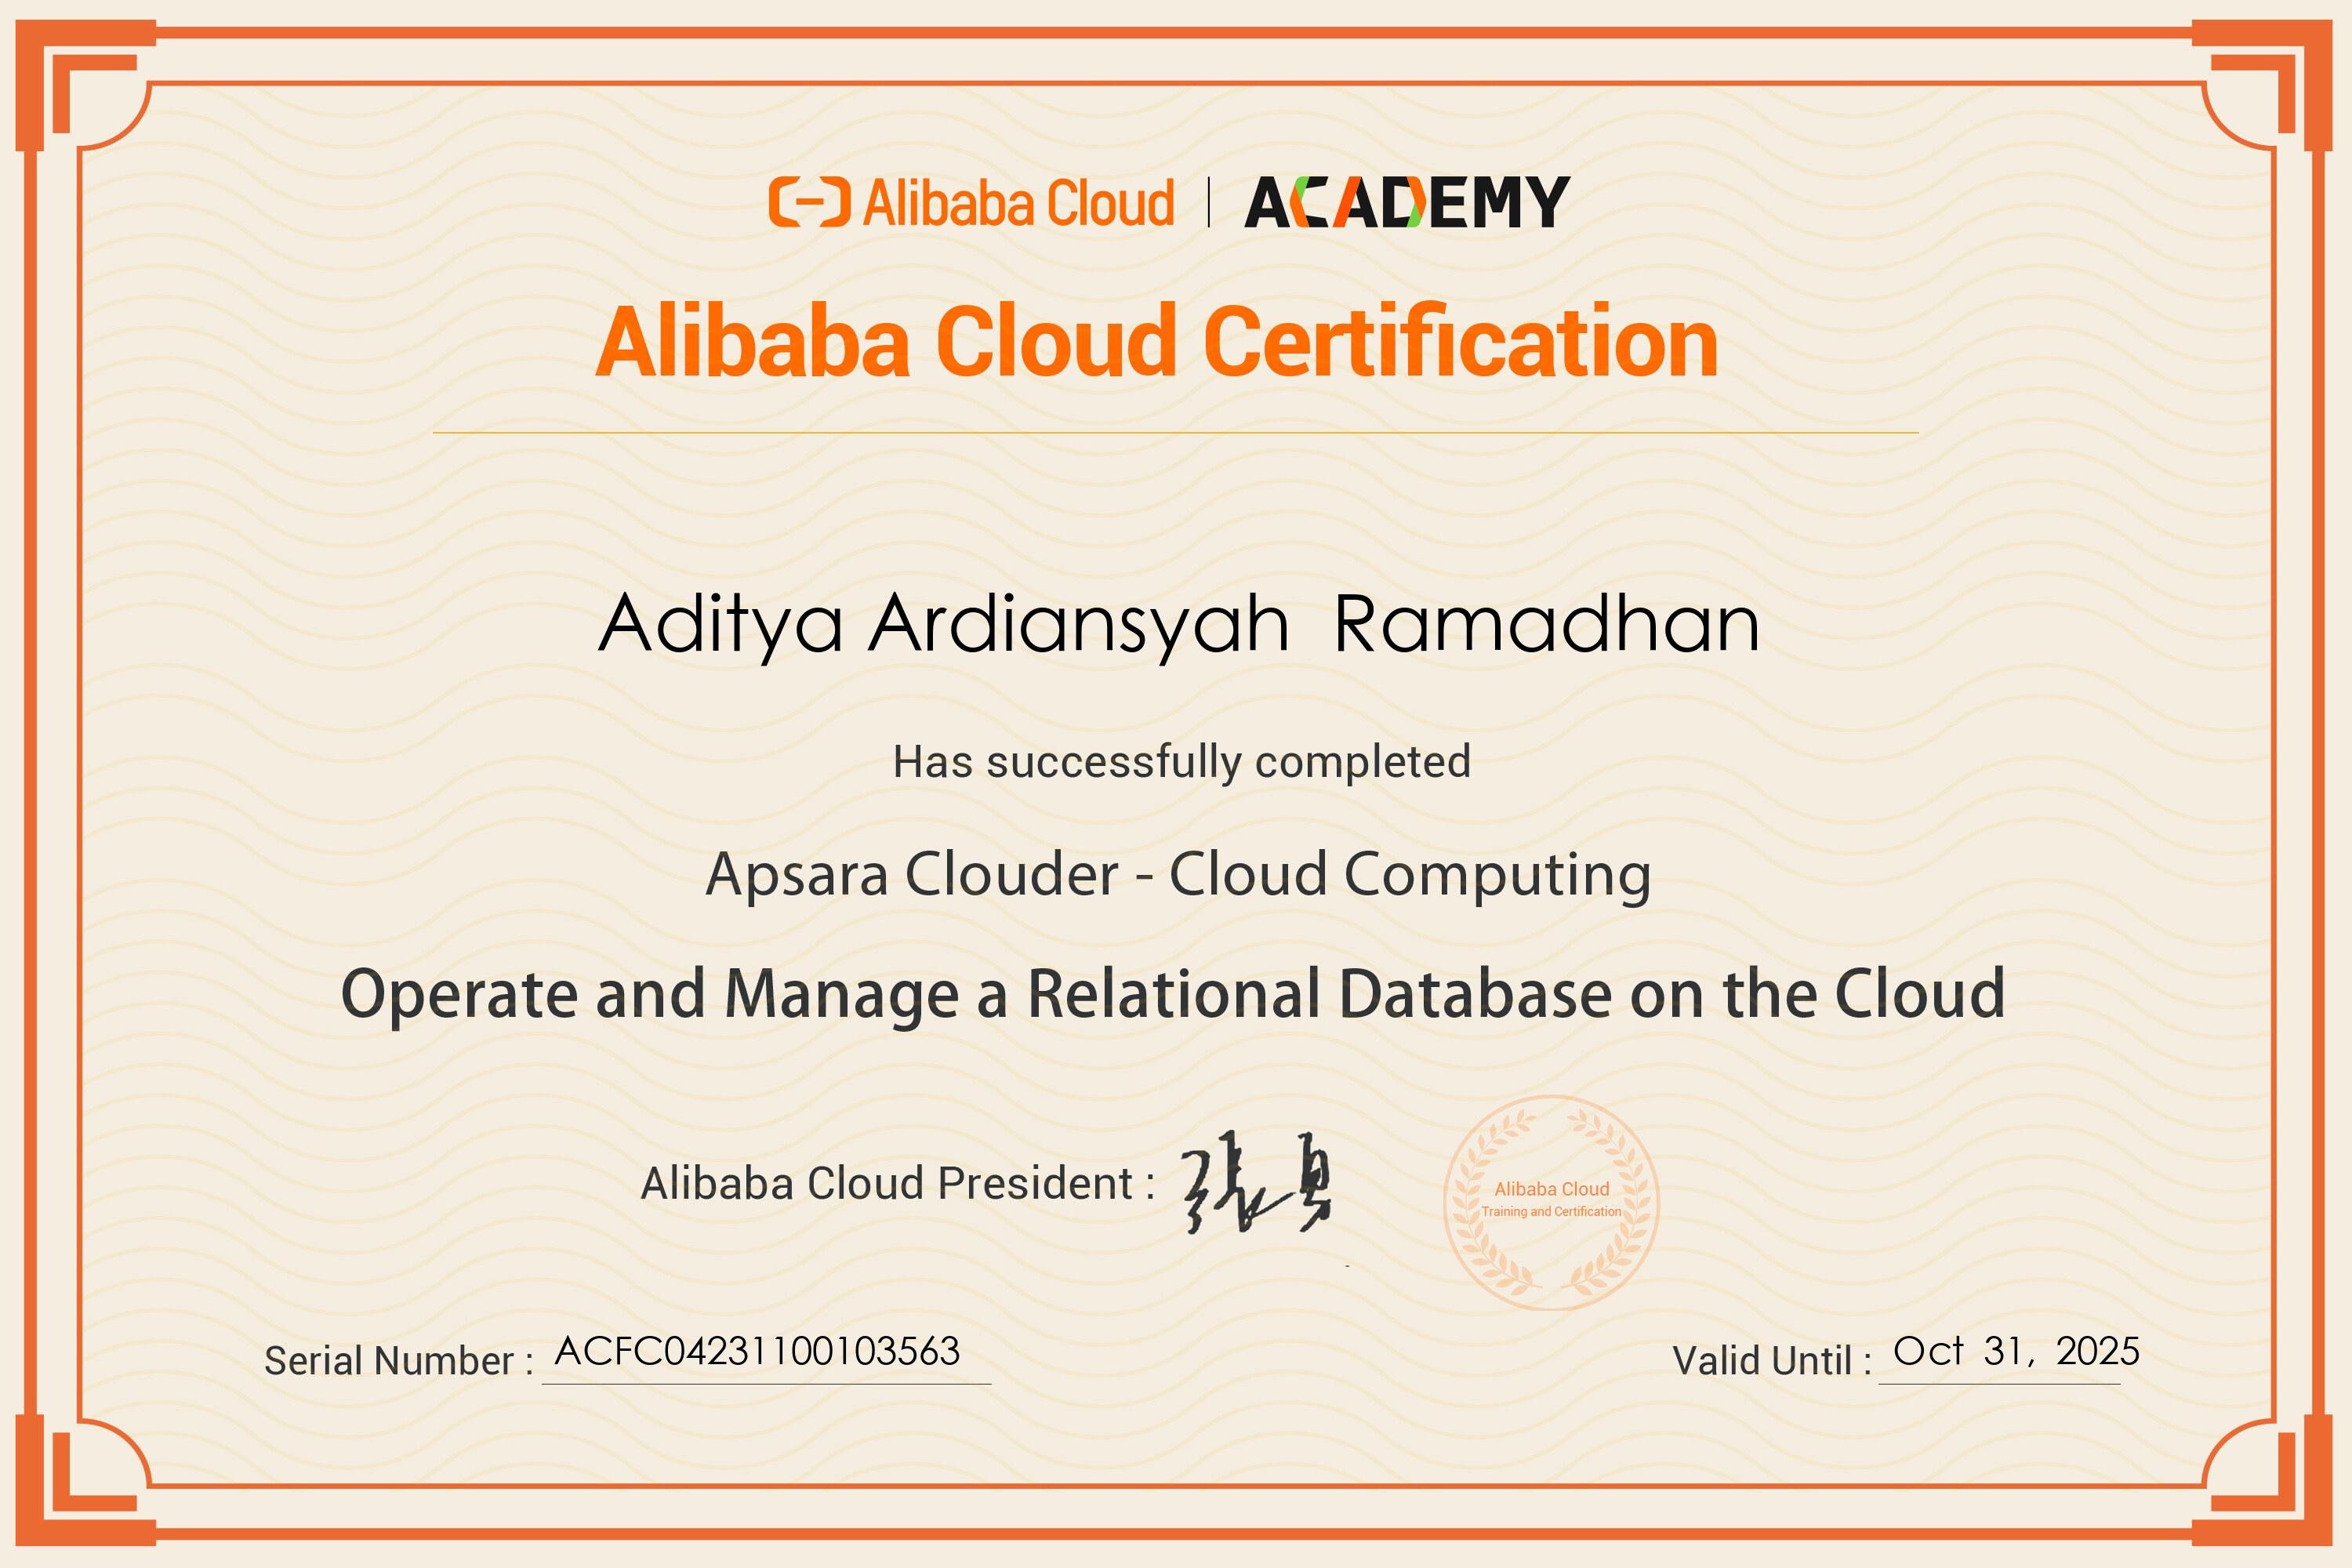 Alibaba Cloud | ACADEMY
Alibaba Cloud Certification
Aditya Ardiansyah Ramadhan
Has successfully completed
Apsara Clouder - Cloud Computing
Operate and Manage a Relational Database on the Cloud
Alibaba Cloud President : 张勇
Alibaba Cloud
Training and Certification
Serial Number : ACFC04231100103563
Valid Until : Oct 31, 2025